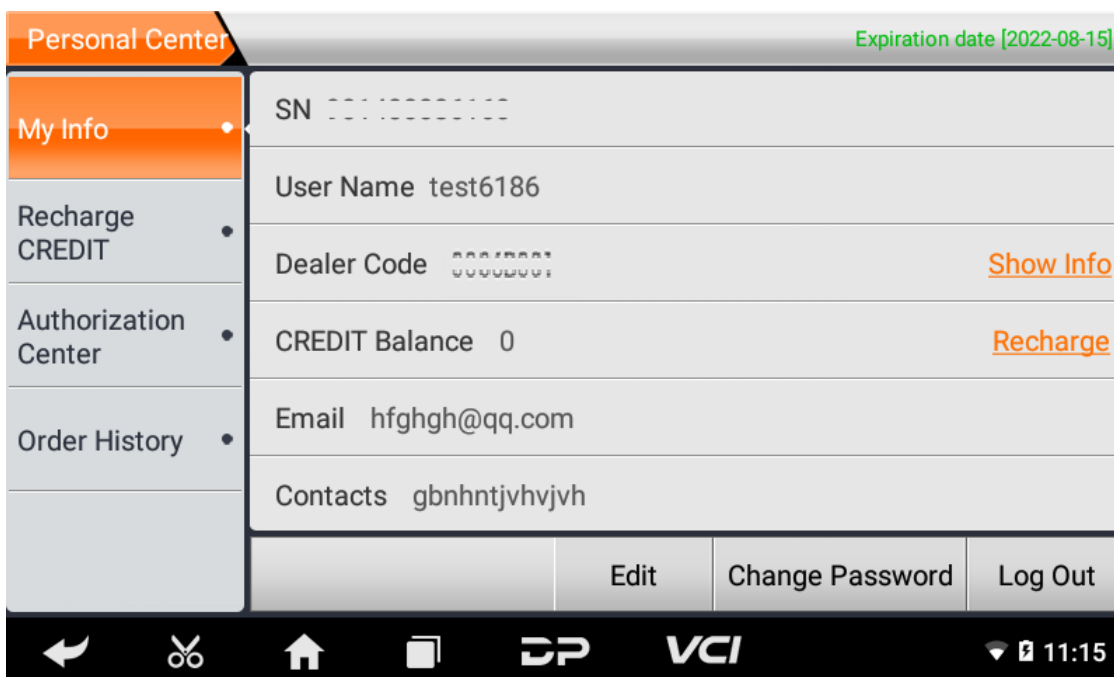 Personal Center
Expiration date [2022-08-15]
My Info
Recharge
CREDIT
Authorization
Center
Order History
SN
User Name test6186
Dealer Code
Show Info
CREDIT Balance 0
Recharge
Email hfghgh@qq.com
Contacts gbnhntjvhvjvh
Edit
Change Password
Log Out
DP
VCI
11:15